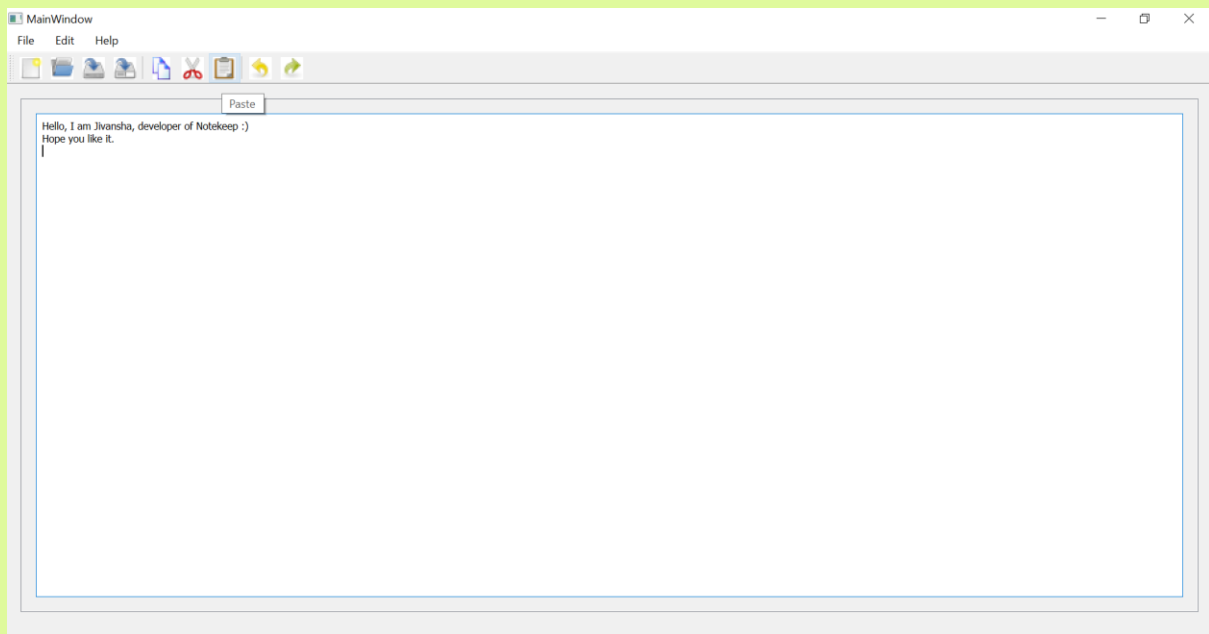 MainWindow
File Edit Help
Paste
Hello, I am Jivansha, developer of Notekeep :)
Hope you like it.